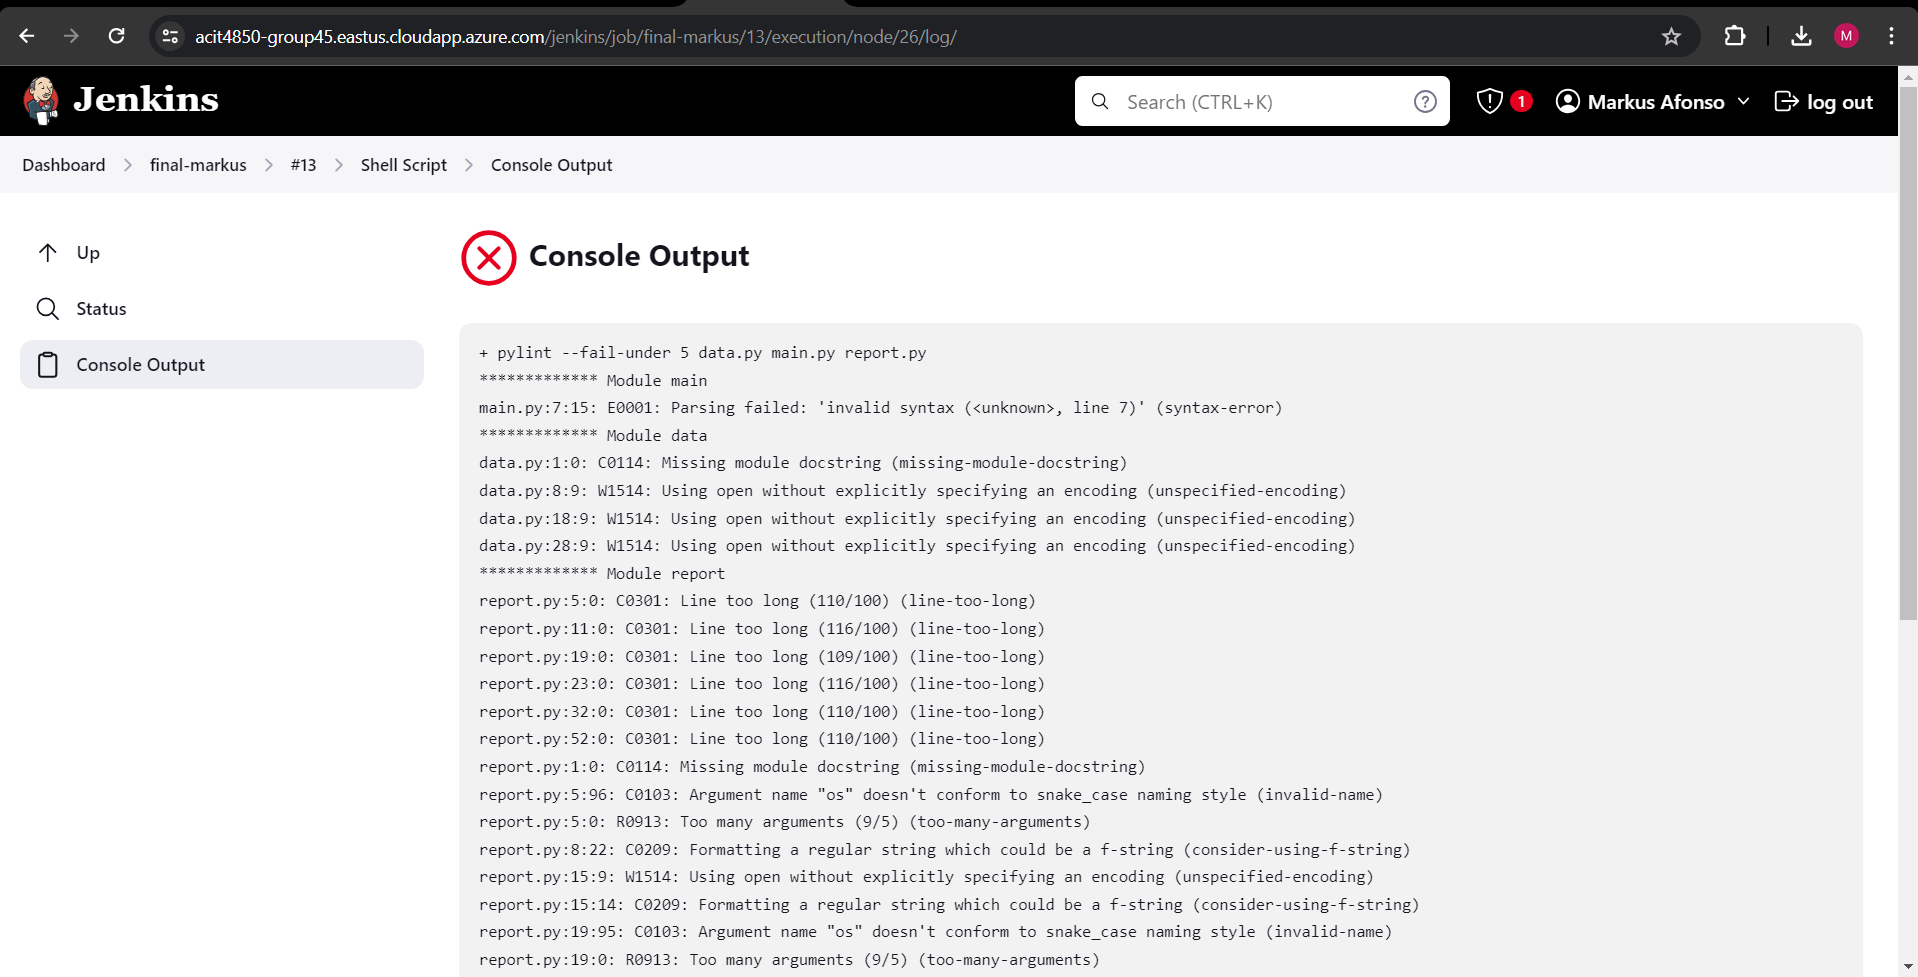 acit4850-group45.eastus.cloudapp.azure.com/jenkins/job/final-markus/13/execution/node/26/log/
M
Jenkins
Search (CTRL+K)
?
1
Markus Afonso
log out
Dashboard
final-markus
#13
Shell Script
Console Output
Up
Status
Console Output
Console Output
+ pylint --fail-under 5 data.py main.py report.py
************* Module main
main.py:7:15: E0001: Parsing failed: 'invalid syntax (<unknown>, line 7)' (syntax-error)
************* Module data
data.py:1:0: C0114: Missing module docstring (missing-module-docstring)
data.py:8:9: W1514: Using open without explicitly specifying an encoding (unspecified-encoding)
data.py:18:9: W1514: Using open without explicitly specifying an encoding (unspecified-encoding)
data.py:28:9: W1514: Using open without explicitly specifying an encoding (unspecified-encoding)
************* Module report
report.py:5:0: C0301: Line too long (110/100) (line-too-long)
report.py:11:0: C0301: Line too long (116/100) (line-too-long)
report.py:19:0: C0301: Line too long (109/100) (line-too-long)
report.py:23:0: C0301: Line too long (116/100) (line-too-long)
report.py:32:0: C0301: Line too long (110/100) (line-too-long)
report.py:52:0: C0301: Line too long (110/100) (line-too-long)
report.py:1:0: C0114: Missing module docstring (missing-module-docstring)
report.py:5:96: C0103: Argument name "os" doesn't conform to snake_case naming style (invalid-name)
report.py:5:0: R0913: Too many arguments (9/5) (too-many-arguments)
report.py:8:22: C0209: Formatting a regular string which could be a f-string (consider-using-f-string)
report.py:15:9: W1514: Using open without explicitly specifying an encoding (unspecified-encoding)
report.py:15:14: C0209: Formatting a regular string which could be a f-string (consider-using-f-string)
report.py:19:95: C0103: Argument name "os" doesn't conform to snake_case naming style (invalid-name)
report.py:19:0: R0913: Too many arguments (9/5) (too-many-arguments)